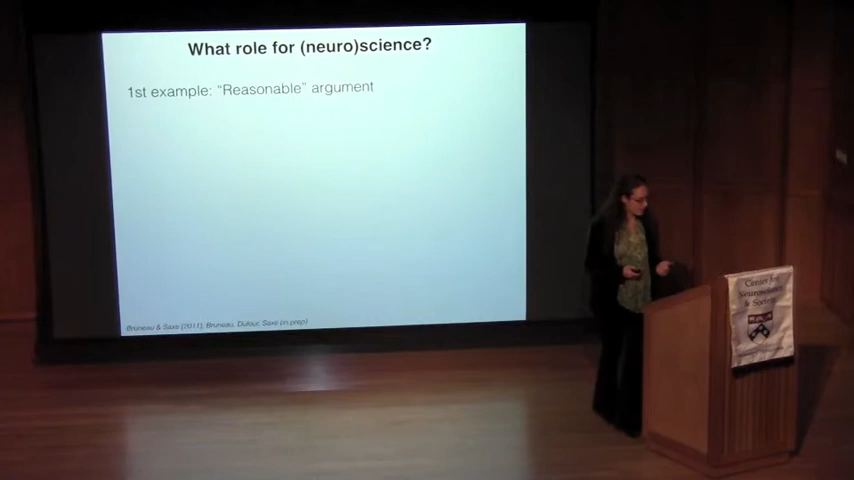 What role for (neuro)science?
1st example: "Reasonable" argument
Bruneau & Saxe (2011); Bruneau, Dufour, Saxe (in prep)
Center for
Neuroscience
& Society